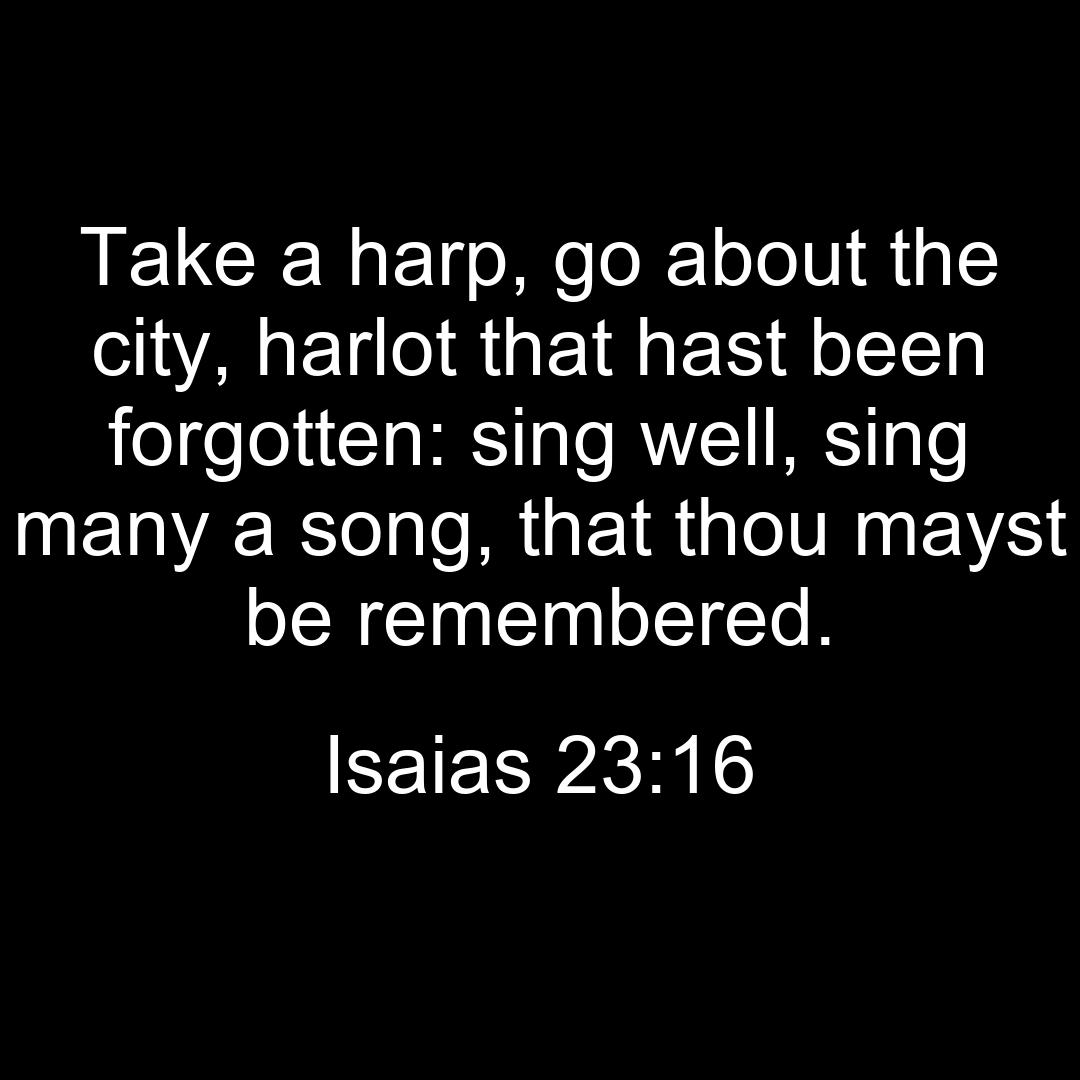 Take a harp, go about the
city, harlot that hast been
forgotten: sing well, sing
many a song, that thou mayst
be remembered.
Isaias 23:16